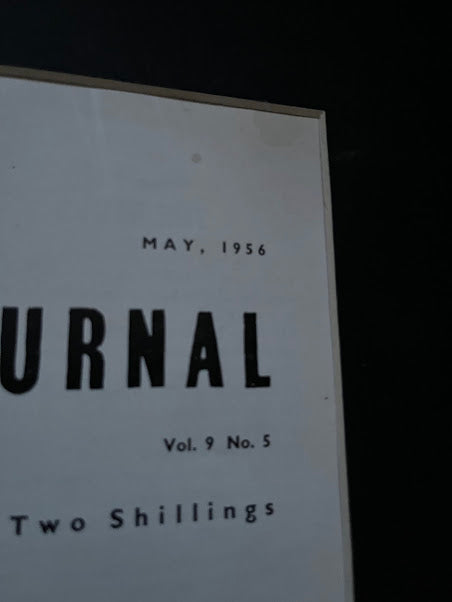 MAY, 1956
URNAL
Vol. 9 No. 5
Two Shillings